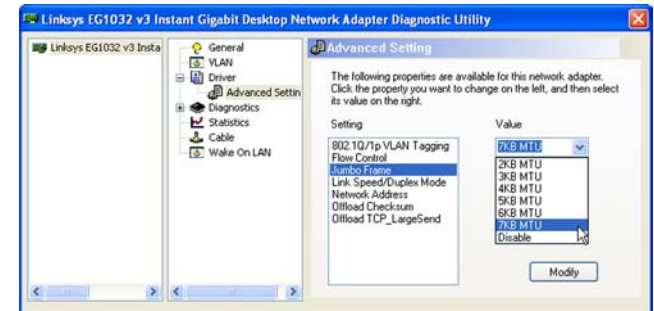 Linksys EG1032 v3 Instant Gigabit Desktop Network Adapter Diagnostic Utility
Linksys EG1032 v3 Insta
General
VLAN
Driver
Advanced Settin
Diagnostics
Statistics
Cable
Wake On LAN
Advanced Setting
The following properties are available for this network adapter.
Click the property you want to change on the left, and then select
its value on the right.
Setting
802.1Q/1p VLAN Tagging
Flow Control
Jumbo Frame
Link Speed/Duplex Mode
Network Address
Offload Checksum
Offload TCP_LargeSend
Value
7KB MTU
2KB MTU
3KB MTU
4KB MTU
5KB MTU
6KB MTU
7KB MTU
Disable
Modify